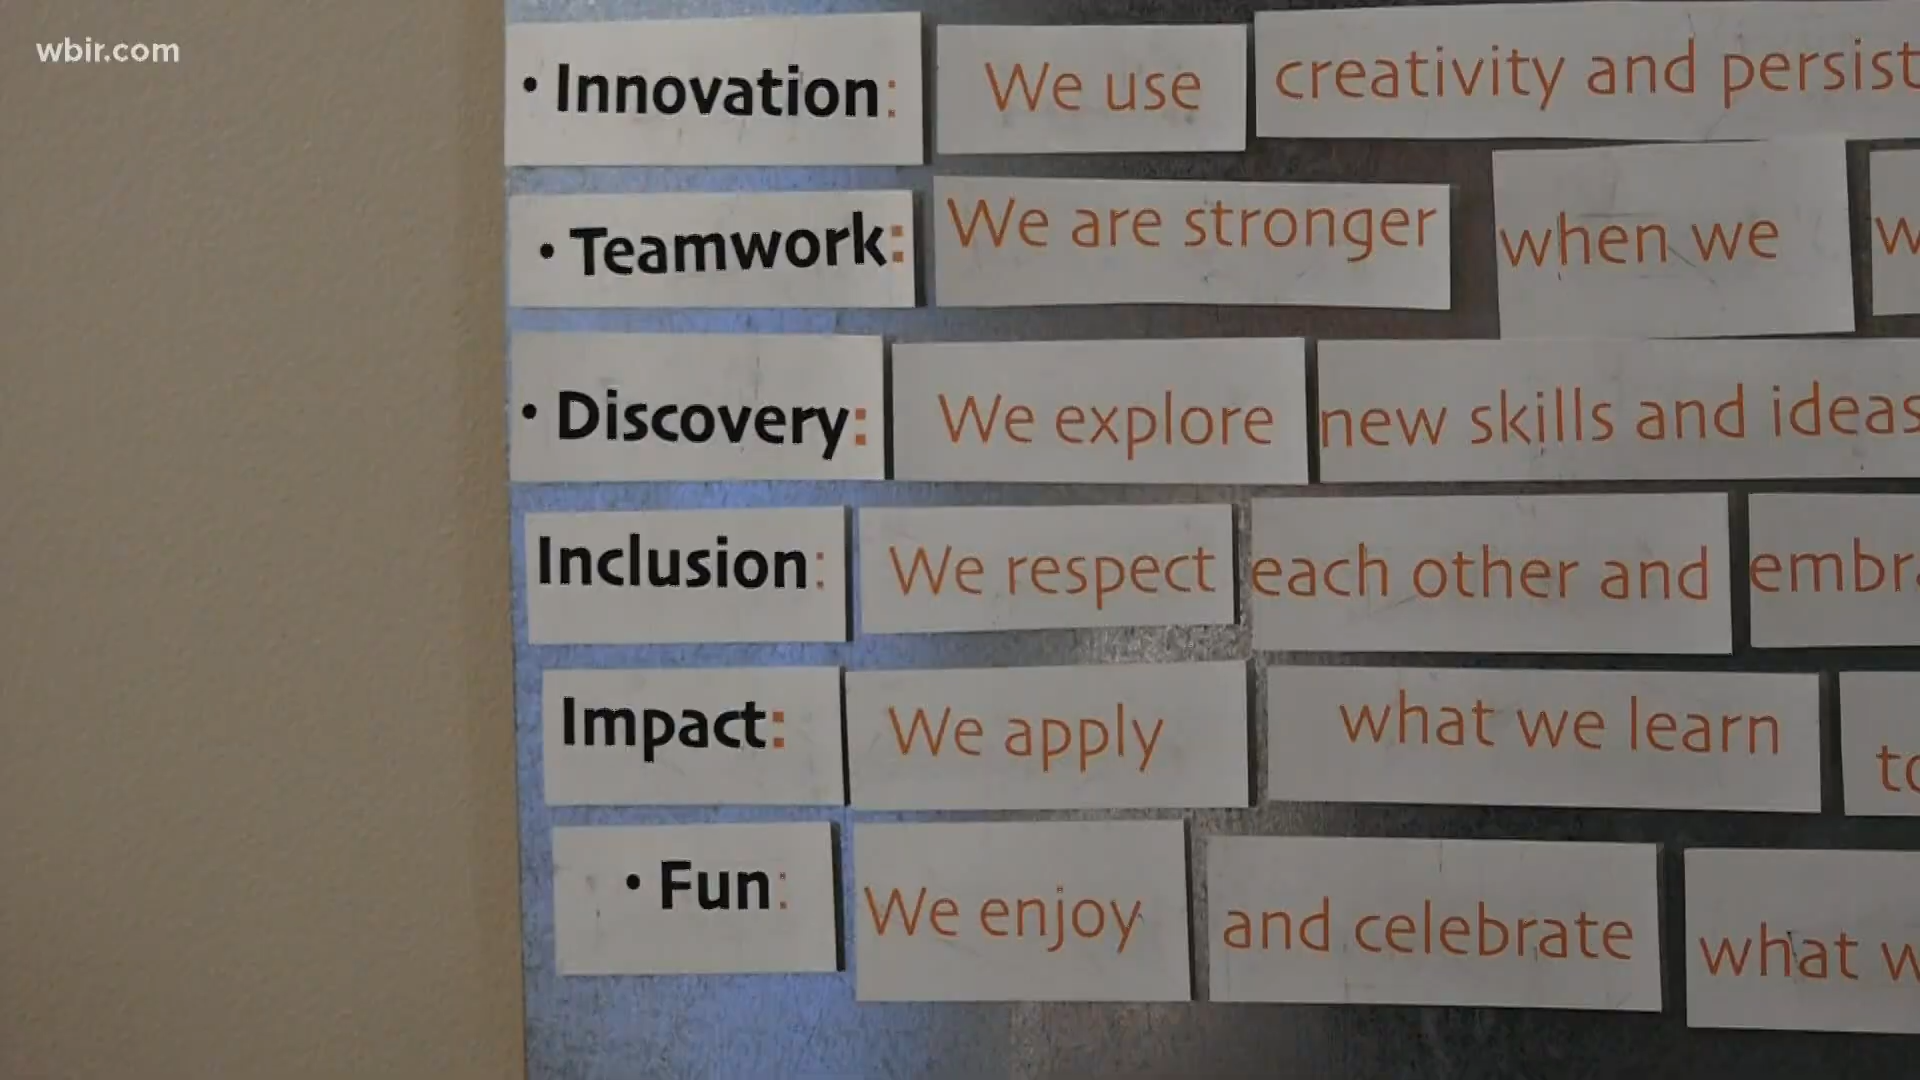 wbir.com
• Innovation: We use creativity and persist
• Teamwork: We are stronger when we w
• Discovery: We explore new skills and ideas
Inclusion: We respect each other and embr
Impact: We apply what we learn to
• Fun: We enjoy and celebrate what w